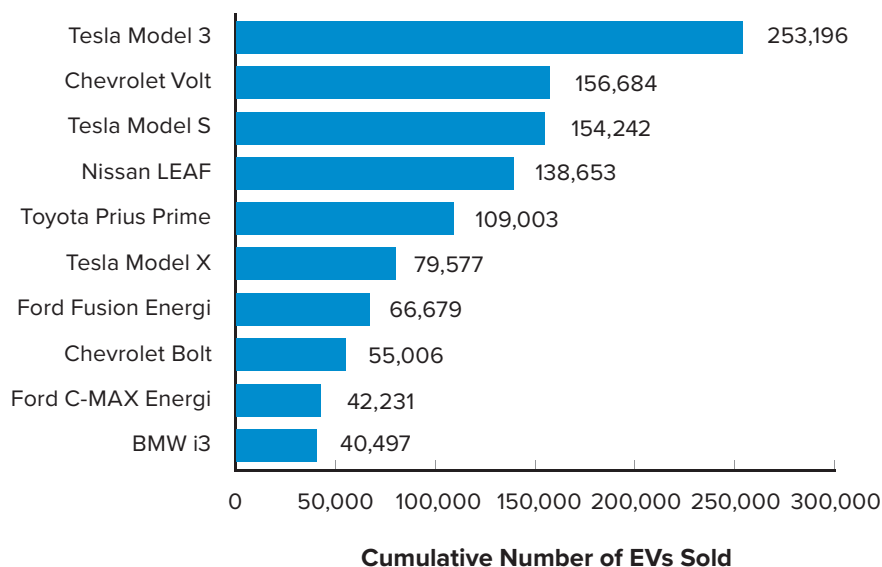 Tesla Model 3 253,196
Chevrolet Volt 156,684
Tesla Model S 154,242
Nissan LEAF 138,653
Toyota Prius Prime 109,003
Tesla Model X 79,577
Ford Fusion Energi 66,679
Chevrolet Bolt 55,006
Ford C-MAX Energi 42,231
BMW i3 40,497
0 50,000 100,000 150,000 200,000 250,000 300,000
Cumulative Number of EVs Sold